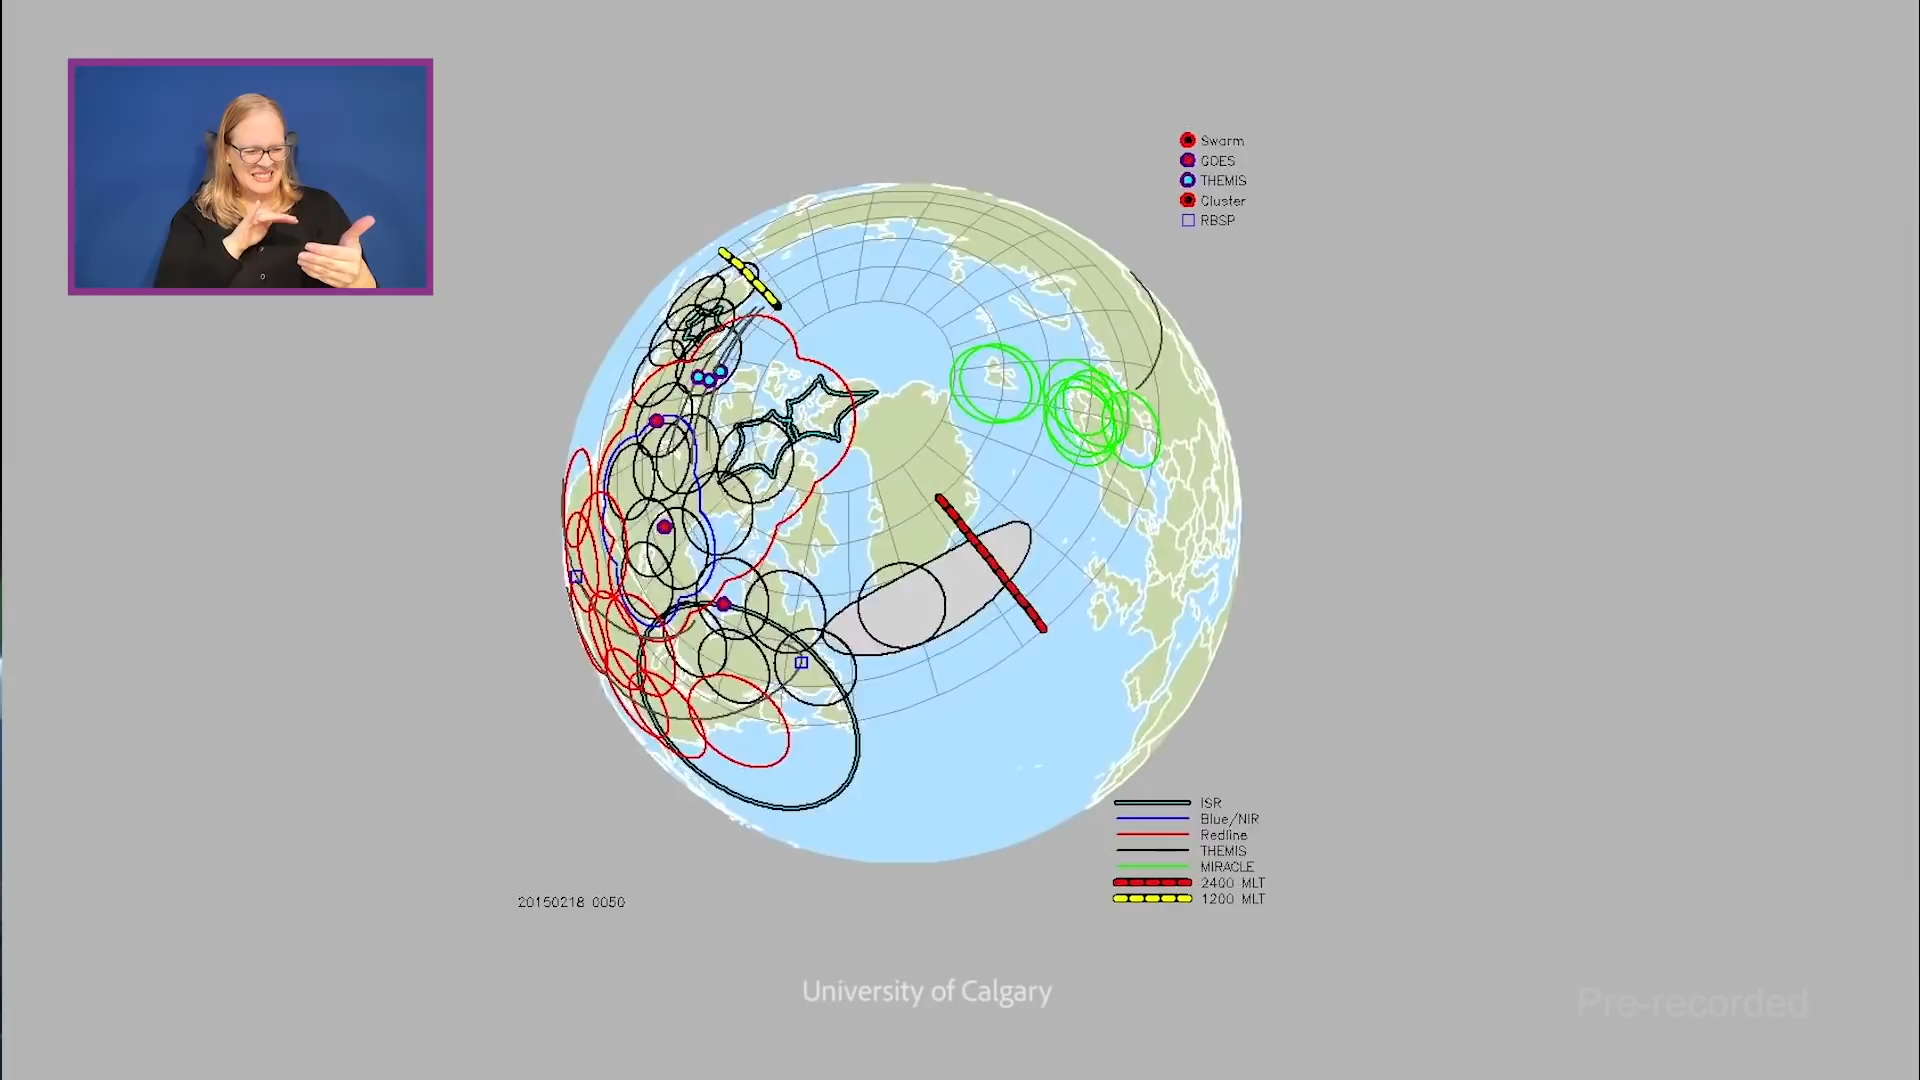 Swarm
GOES
THEMIS
Cluster
RBSP
ISR
Blue/NIR
Redline
THEMIS
MIRACLE
2400 MLT
1200 MLT
20150218 0050
University of Calgary
Pre-recorded